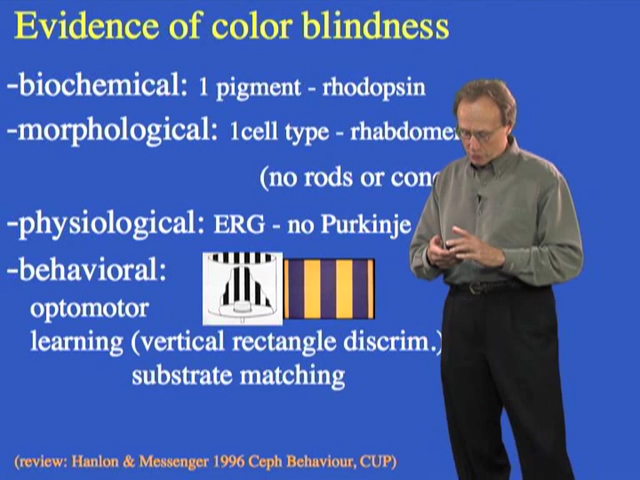 Evidence of color blindness
-biochemical: 1 pigment - rhodopsin
-morphological: 1cell type -
(no rods or
-physiological: ERG - no Purkinje
-behavioral:
optomotor
learning (vertical rectangle discrim.)
substrate matching
(review: Hanlon & Messenger 1996 Ceph Behaviour, CUP)